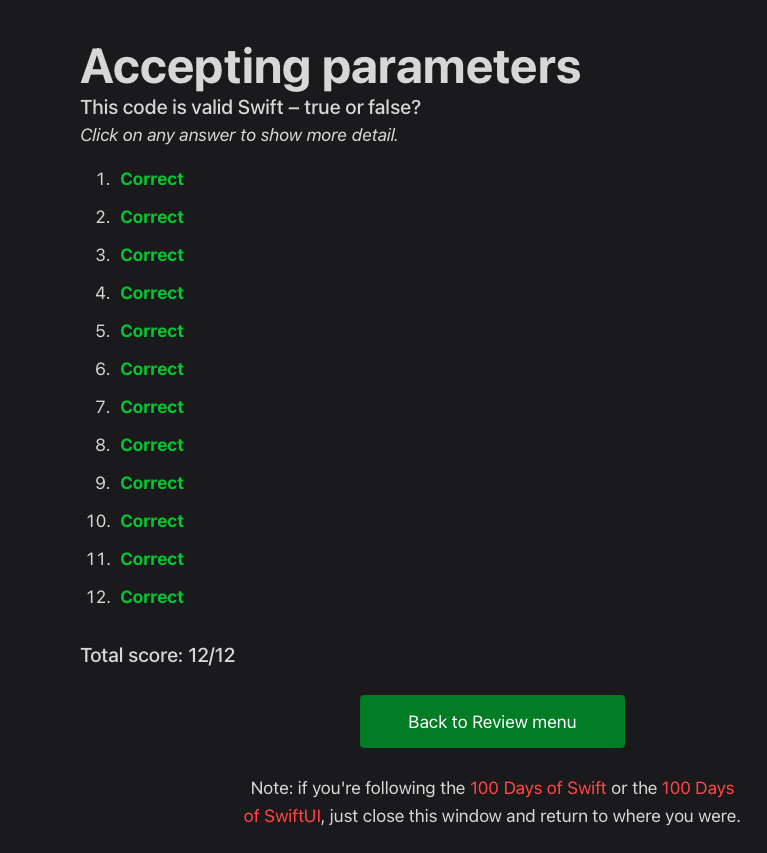 Accepting parameters
This code is valid Swift – true or false?
Click on any answer to show more detail.
1. Correct
2. Correct
3. Correct
4. Correct
5. Correct
6. Correct
7. Correct
8. Correct
9. Correct
10. Correct
11. Correct
12. Correct
Total score: 12/12
Back to Review menu
Note: if you're following the 100 Days of Swift or the 100 Days
of SwiftUI, just close this window and return to where you were.